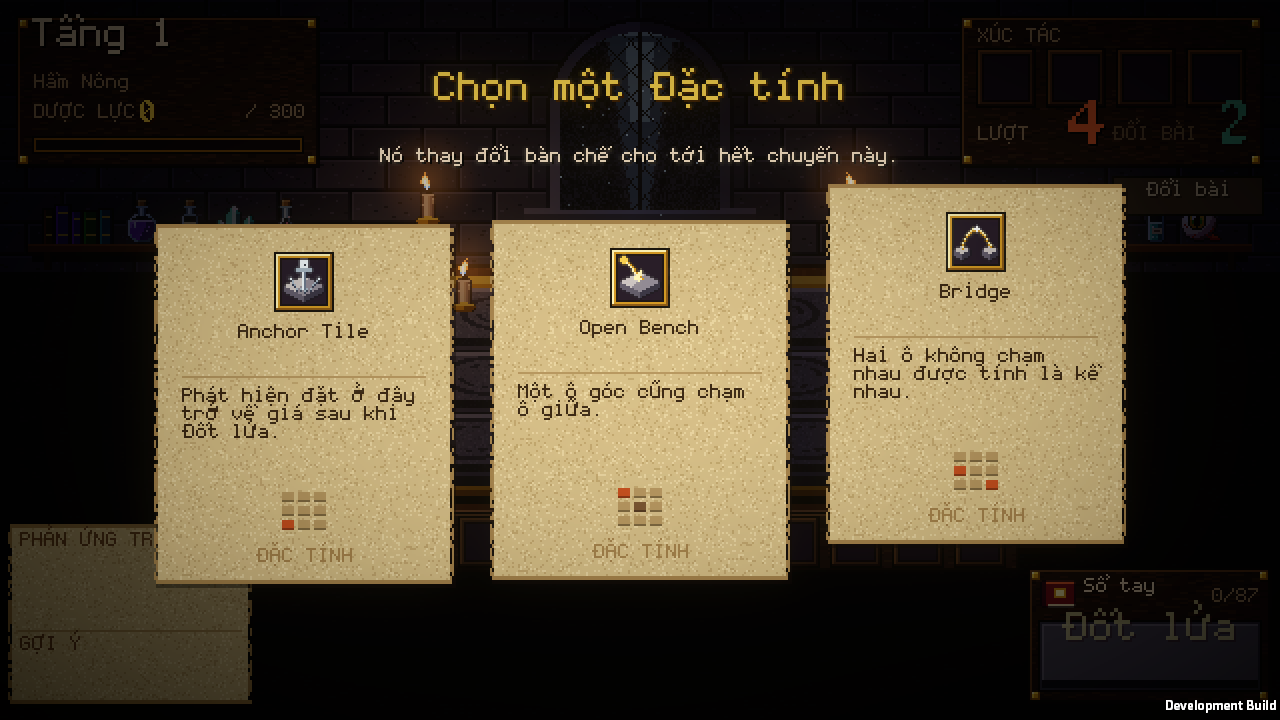 Tầng 1
Hầm Nông
DƯỢC LỰC 0 / 300
Chọn một Đặc tính
Nó thay đổi bàn chế cho tới hết chuyến này.
XÚC TÁC
LƯỢT 4 ĐỔI BÀI 2
Đổi bài
Anchor Tile
Phát hiện đặt ở đây
trở về giá sau khi
Đốt lửa.
ĐẶC TÍNH
Open Bench
Một ô góc cũng chạm
ô giữa.
ĐẶC TÍNH
Bridge
Hai ô không chạm
nhau được tính là kề
nhau.
ĐẶC TÍNH
PHẢN ỨNG TR
GỢI Ý
Sổ tay
0/87
Đốt lửa
Development Build